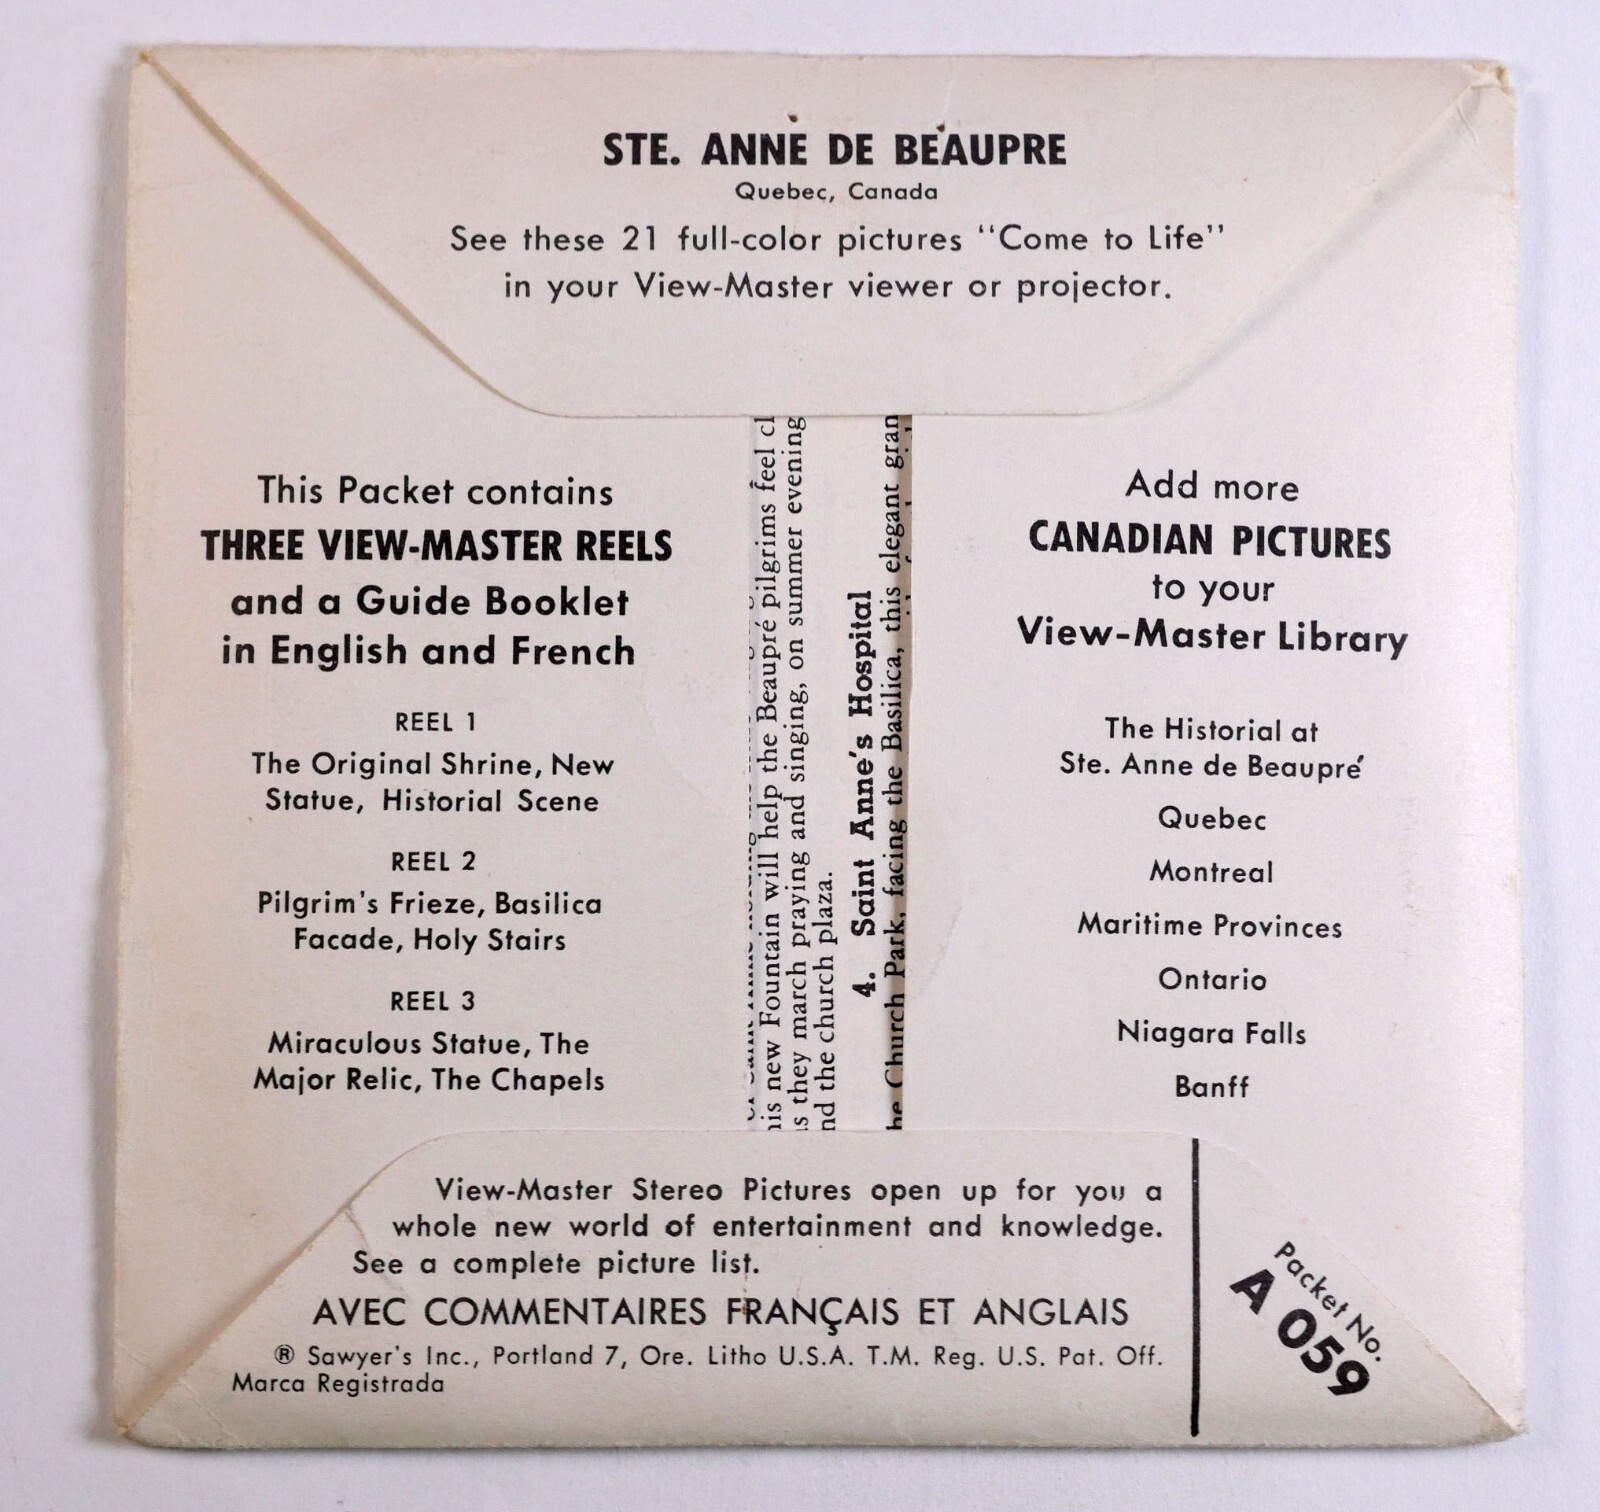 STE. ANNE DE BEAUPRE
Quebec, Canada
See these 21 full-color pictures “Come to Life”
in your View-Master viewer or projector.
This Packet contains
THREE VIEW-MASTER REELS
and a Guide Booklet
in English and French
REEL 1
The Original Shrine, New
Statue, Historial Scene
REEL 2
Pilgrim's Frieze, Basilica
Facade, Holy Stairs
REEL 3
Miraculous Statue, The
Major Relic, The Chapels
new Fountain will help the Beaupré pilgrims feel
they march praying and singing, on summer evening
the church plaza.
4. Saint Anne's Hospital
Church Park, facing the Basilica, this elegant
Add more
CANADIAN PICTURES
to your
View-Master Library
The Historial at
Ste. Anne de Beaupré
Quebec
Montreal
Maritime Provinces
Ontario
Niagara Falls
Banff
View-Master Stereo Pictures open up for you a
whole new world of entertainment and knowledge.
See a complete picture list.
AVEC COMMENTAIRES FRANÇAIS ET ANGLAIS
® Sawyer's Inc., Portland 7, Ore. Litho U.S.A. T.M. Reg. U.S. Pat. Off.
Marca Registrada
Packet No.
A 059